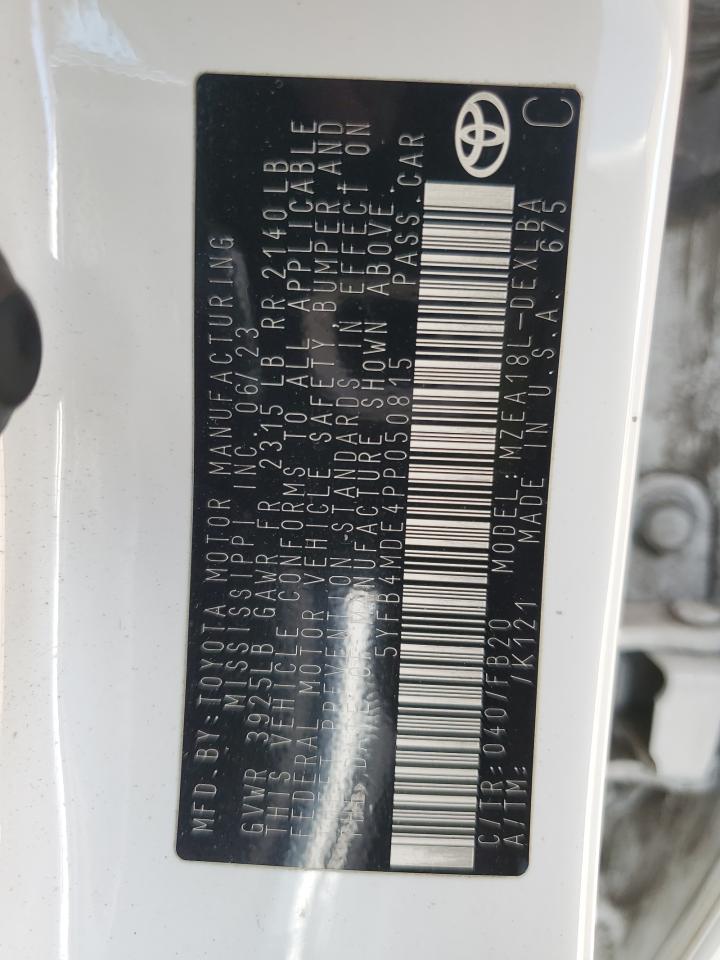 MFD.BY:TOYOTA MOTOR MANUFACTURING
MISSISSIPPI INC. 06/23
GVWR 3925LB GAWR FR 2315 LB RR 2140LB
THIS VEHICLE CONFORMS TO ALL APPLICABLE
FEDERAL MOTOR VEHICLE SAFETY BUMPER AND
THEFT PREVENTION STANDARDS IN EFFECT ON
THE DATE OF MANUFACTURE SHOWN ABOVE.
5YFB4MDE4PP050815 PASS.CAR
C/TR: 040/FB20 MODEL: MZEA18L-DEXLBA
A/TM: /K121 MADE IN U.S.A. 675
C